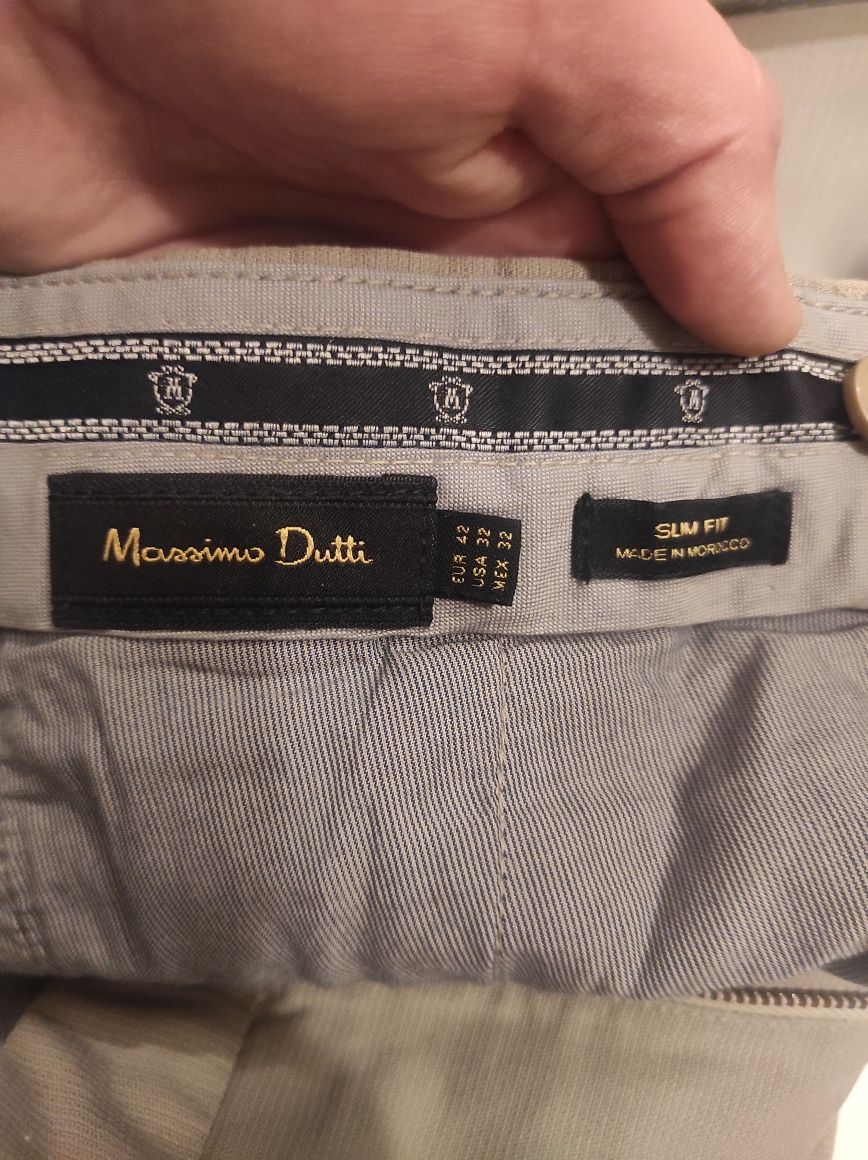 Massimo Dutti
EUR 42
USA 32
MEX 32
SLIM FIT
MADE IN MOROCCO